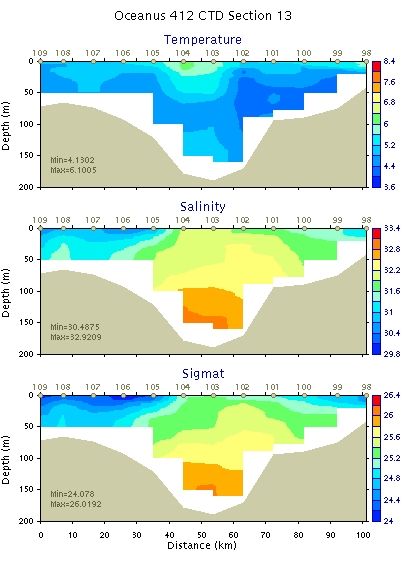 Oceanus 412 CTD Section 13
Temperature
109 108 107 106 105 104 103 102 101 100 99 98
0
50
100
150
200
Depth (m)
Min=4.1302
Max=6.1005
8.4
7.6
6.8
6
5.2
4.4
3.6
Salinity
109 108 107 106 105 104 103 102 101 100 99 98
0
50
100
150
200
Depth (m)
Min=30.4875
Max=32.9209
33.4
32.8
32.2
31.6
31
30.4
29.8
Sigmat
109 108 107 106 105 104 103 102 101 100 99 98
0
50
100
150
200
Depth (m)
Min=24.078
Max=26.0192
26.4
26
25.6
25.2
24.8
24.4
24
0 10 20 30 40 50 60 70 80 90 100
Distance (km)